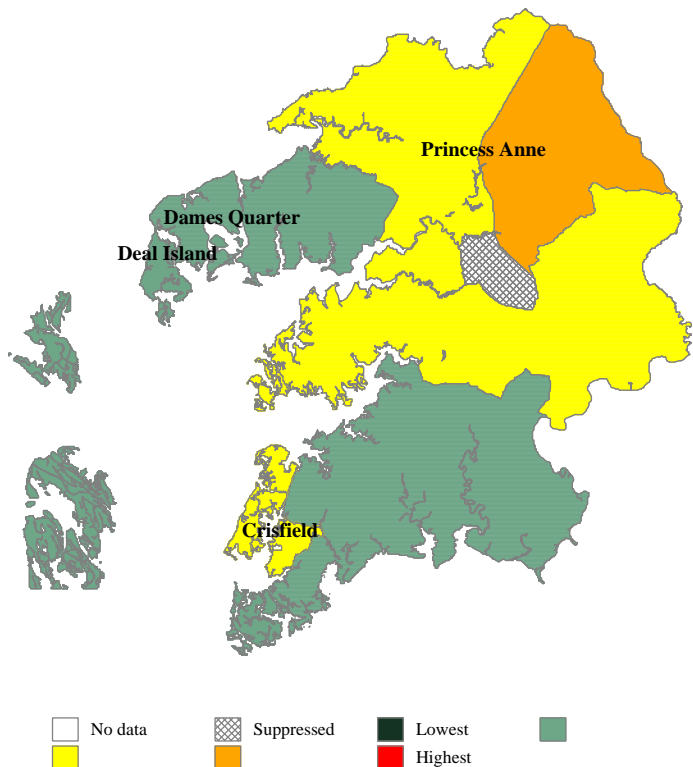 Princess Anne
Dames Quarter
Deal Island
Crisfield
No data
Suppressed
Lowest
Highest